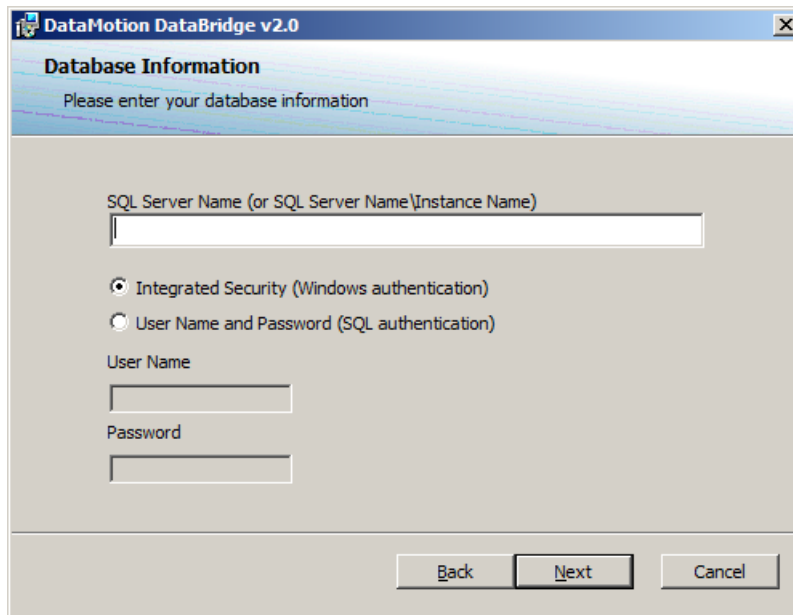 DataMotion DataBridge v2.0
Database Information
Please enter your database information
SQL Server Name (or SQL Server Name\Instance Name)
Integrated Security (Windows authentication)
User Name and Password (SQL authentication)
User Name
Password
Back Next Cancel